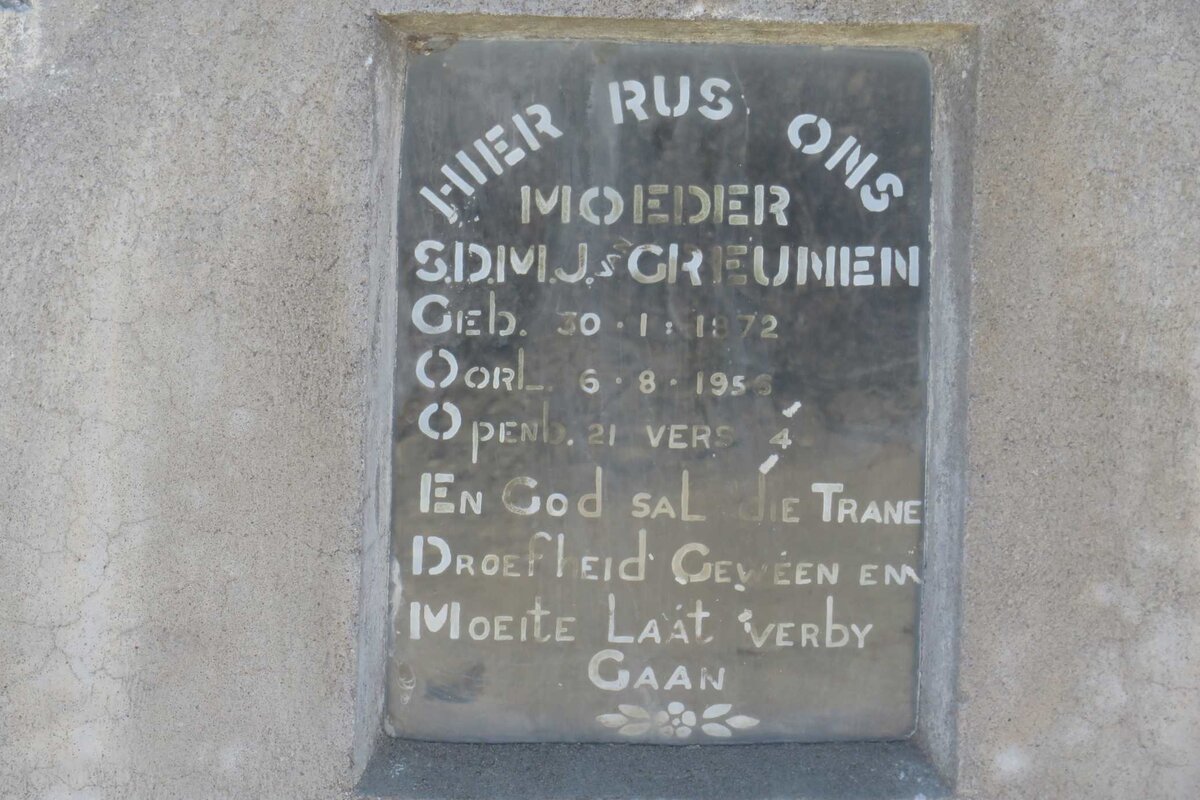 HIER RUS ONS
MOEDER
S.D.M.J. VAN GREUNEN
Geb. 30.1.1872
Oorl. 6.8.1956
Openb. 21 vers 4
En God sal die Trane
Droefheid Geween en
Moeite Laat verby
Gaan